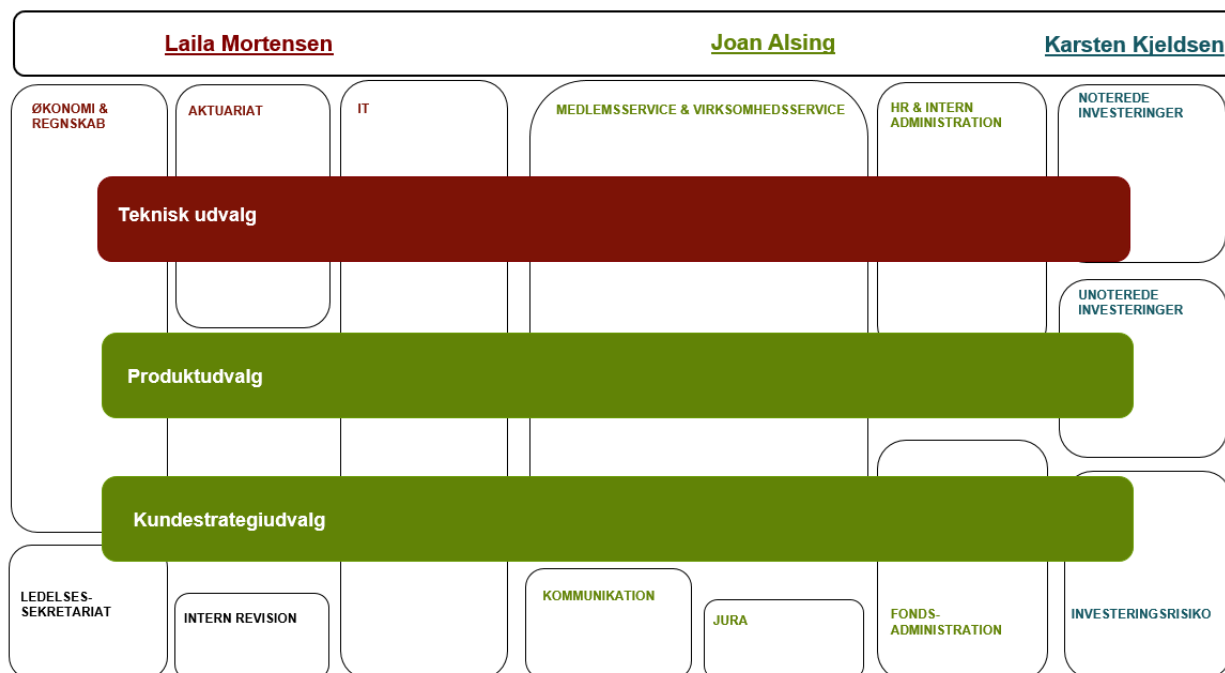 Laila Mortensen
Joan Alsing
Karsten Kjeldsen
ØKONOMI &
REGNSKAB
AKTUARIAT
IT
MEDLEMSSERVICE & VIRKSOMHEDSSERVICE
HR & INTERN
ADMINISTRATION
NOTEREDE
INVESTERINGER
Teknisk udvalg
UNOTEREDE
INVESTERINGER
Produktudvalg
Kundestrategiudvalg
LEDELSES-
SEKRETARIAT
INTERN REVISION
KOMMUNIKATION
JURA
FONDS-
ADMINISTRATION
INVESTERINGSRISIKO